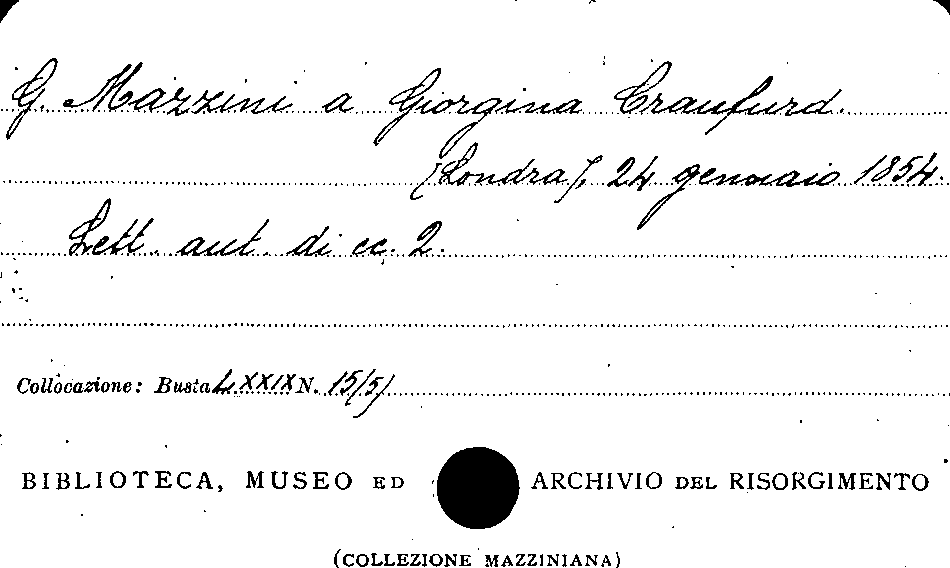 G. Mazzini a Giorgina Craufurd.
[Londra], 24 gennaio 1854.
Lett. aut. di cc. 2.
Collocazione: Busta LXXIX N. 15(5)
BIBLIOTECA, MUSEO ED ARCHIVIO DEL RISORGIMENTO
(COLLEZIONE MAZZINIANA)